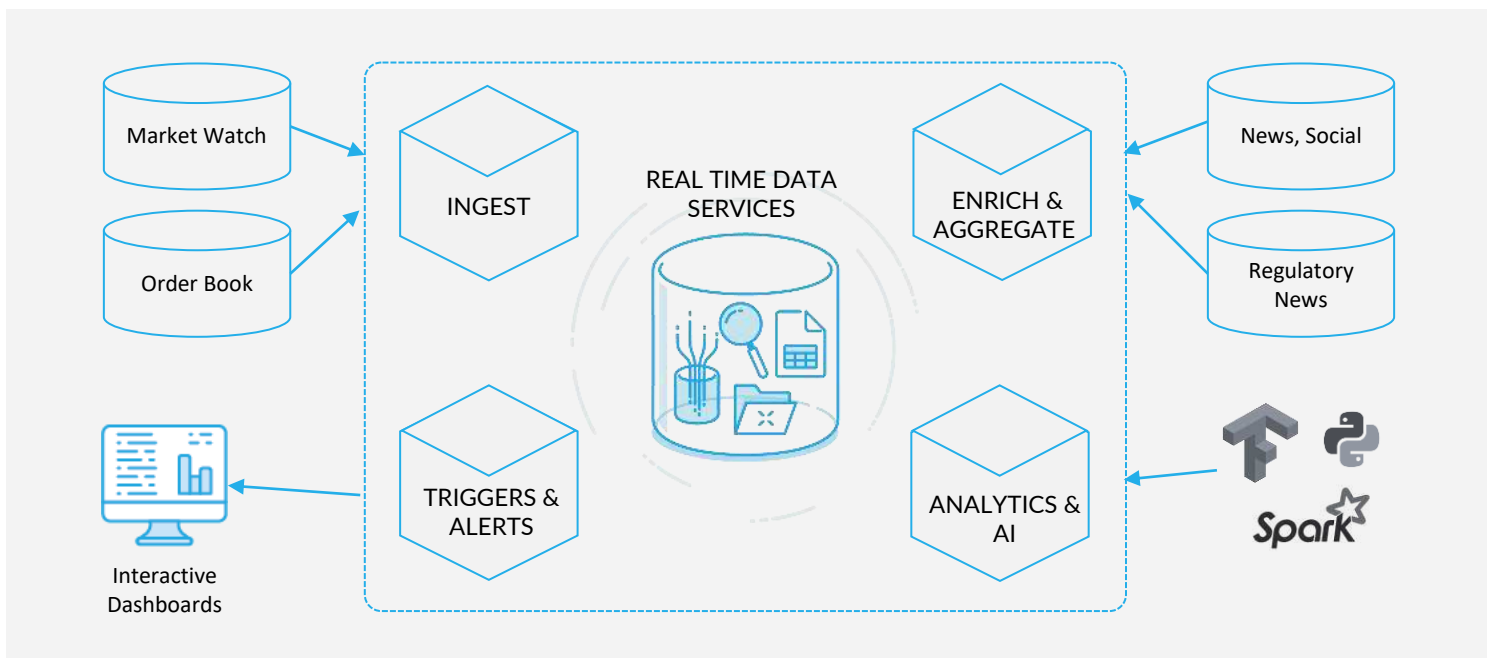 Market Watch
Order Book
INGEST
REAL TIME DATA
SERVICES
ENRICH &
AGGREGATE
News, Social
Regulatory
News
Interactive
Dashboards
TRIGGERS &
ALERTS
ANALYTICS &
AI
Spark